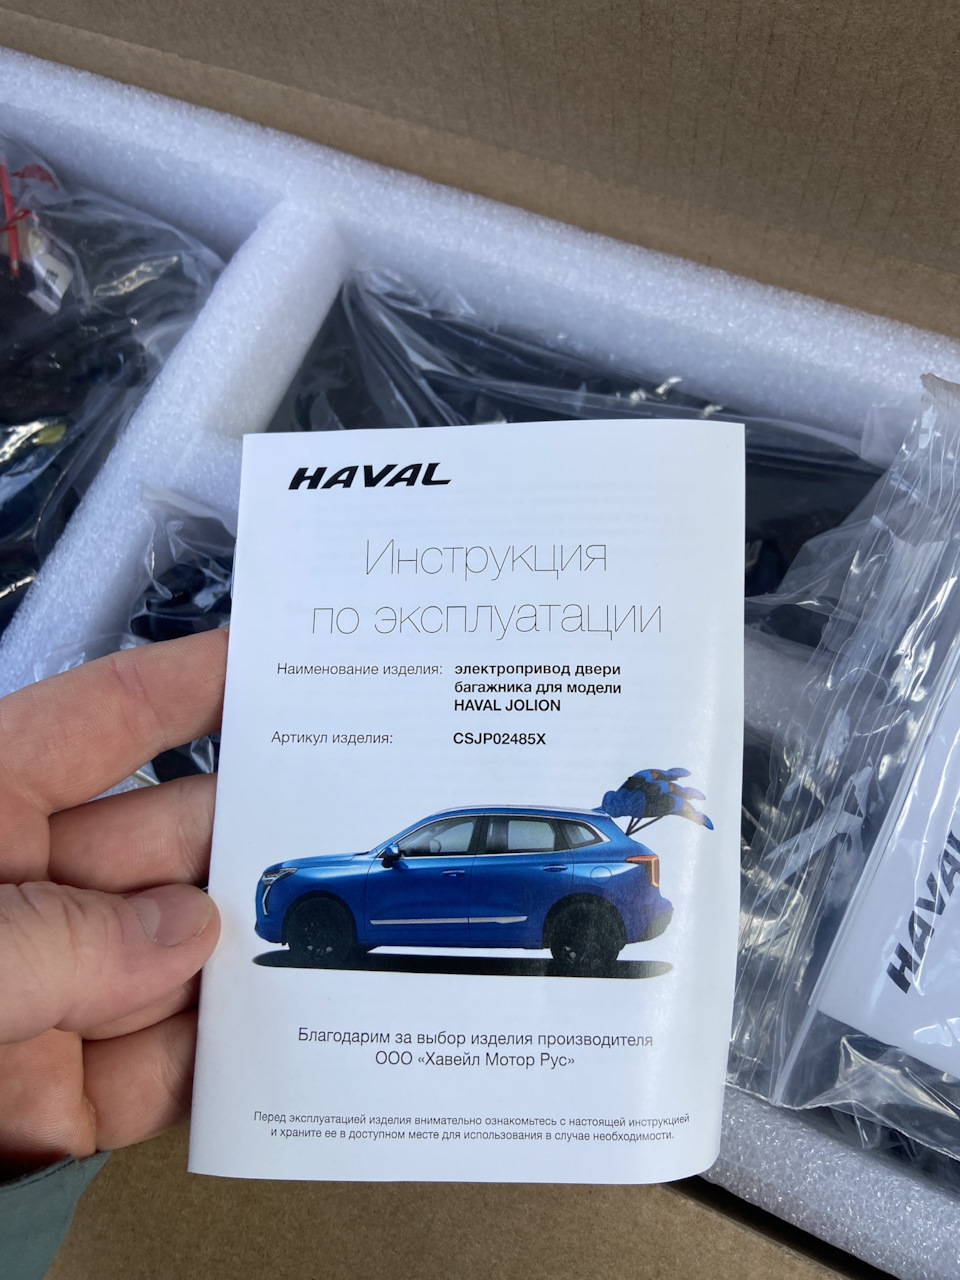 HAVAL
Инструкция
по эксплуатации
Наименование изделия: электропривод двери
багажника для модели
HAVAL JOLION
Артикул изделия: CSJP02485X
Благодарим за выбор изделия производителя
ООО «Хавейл Мотор Рус»
Перед эксплуатацией изделия внимательно ознакомьтесь с настоящей инструкцией
и храните ее в доступном месте для использования в случае необходимости.
HAVAL